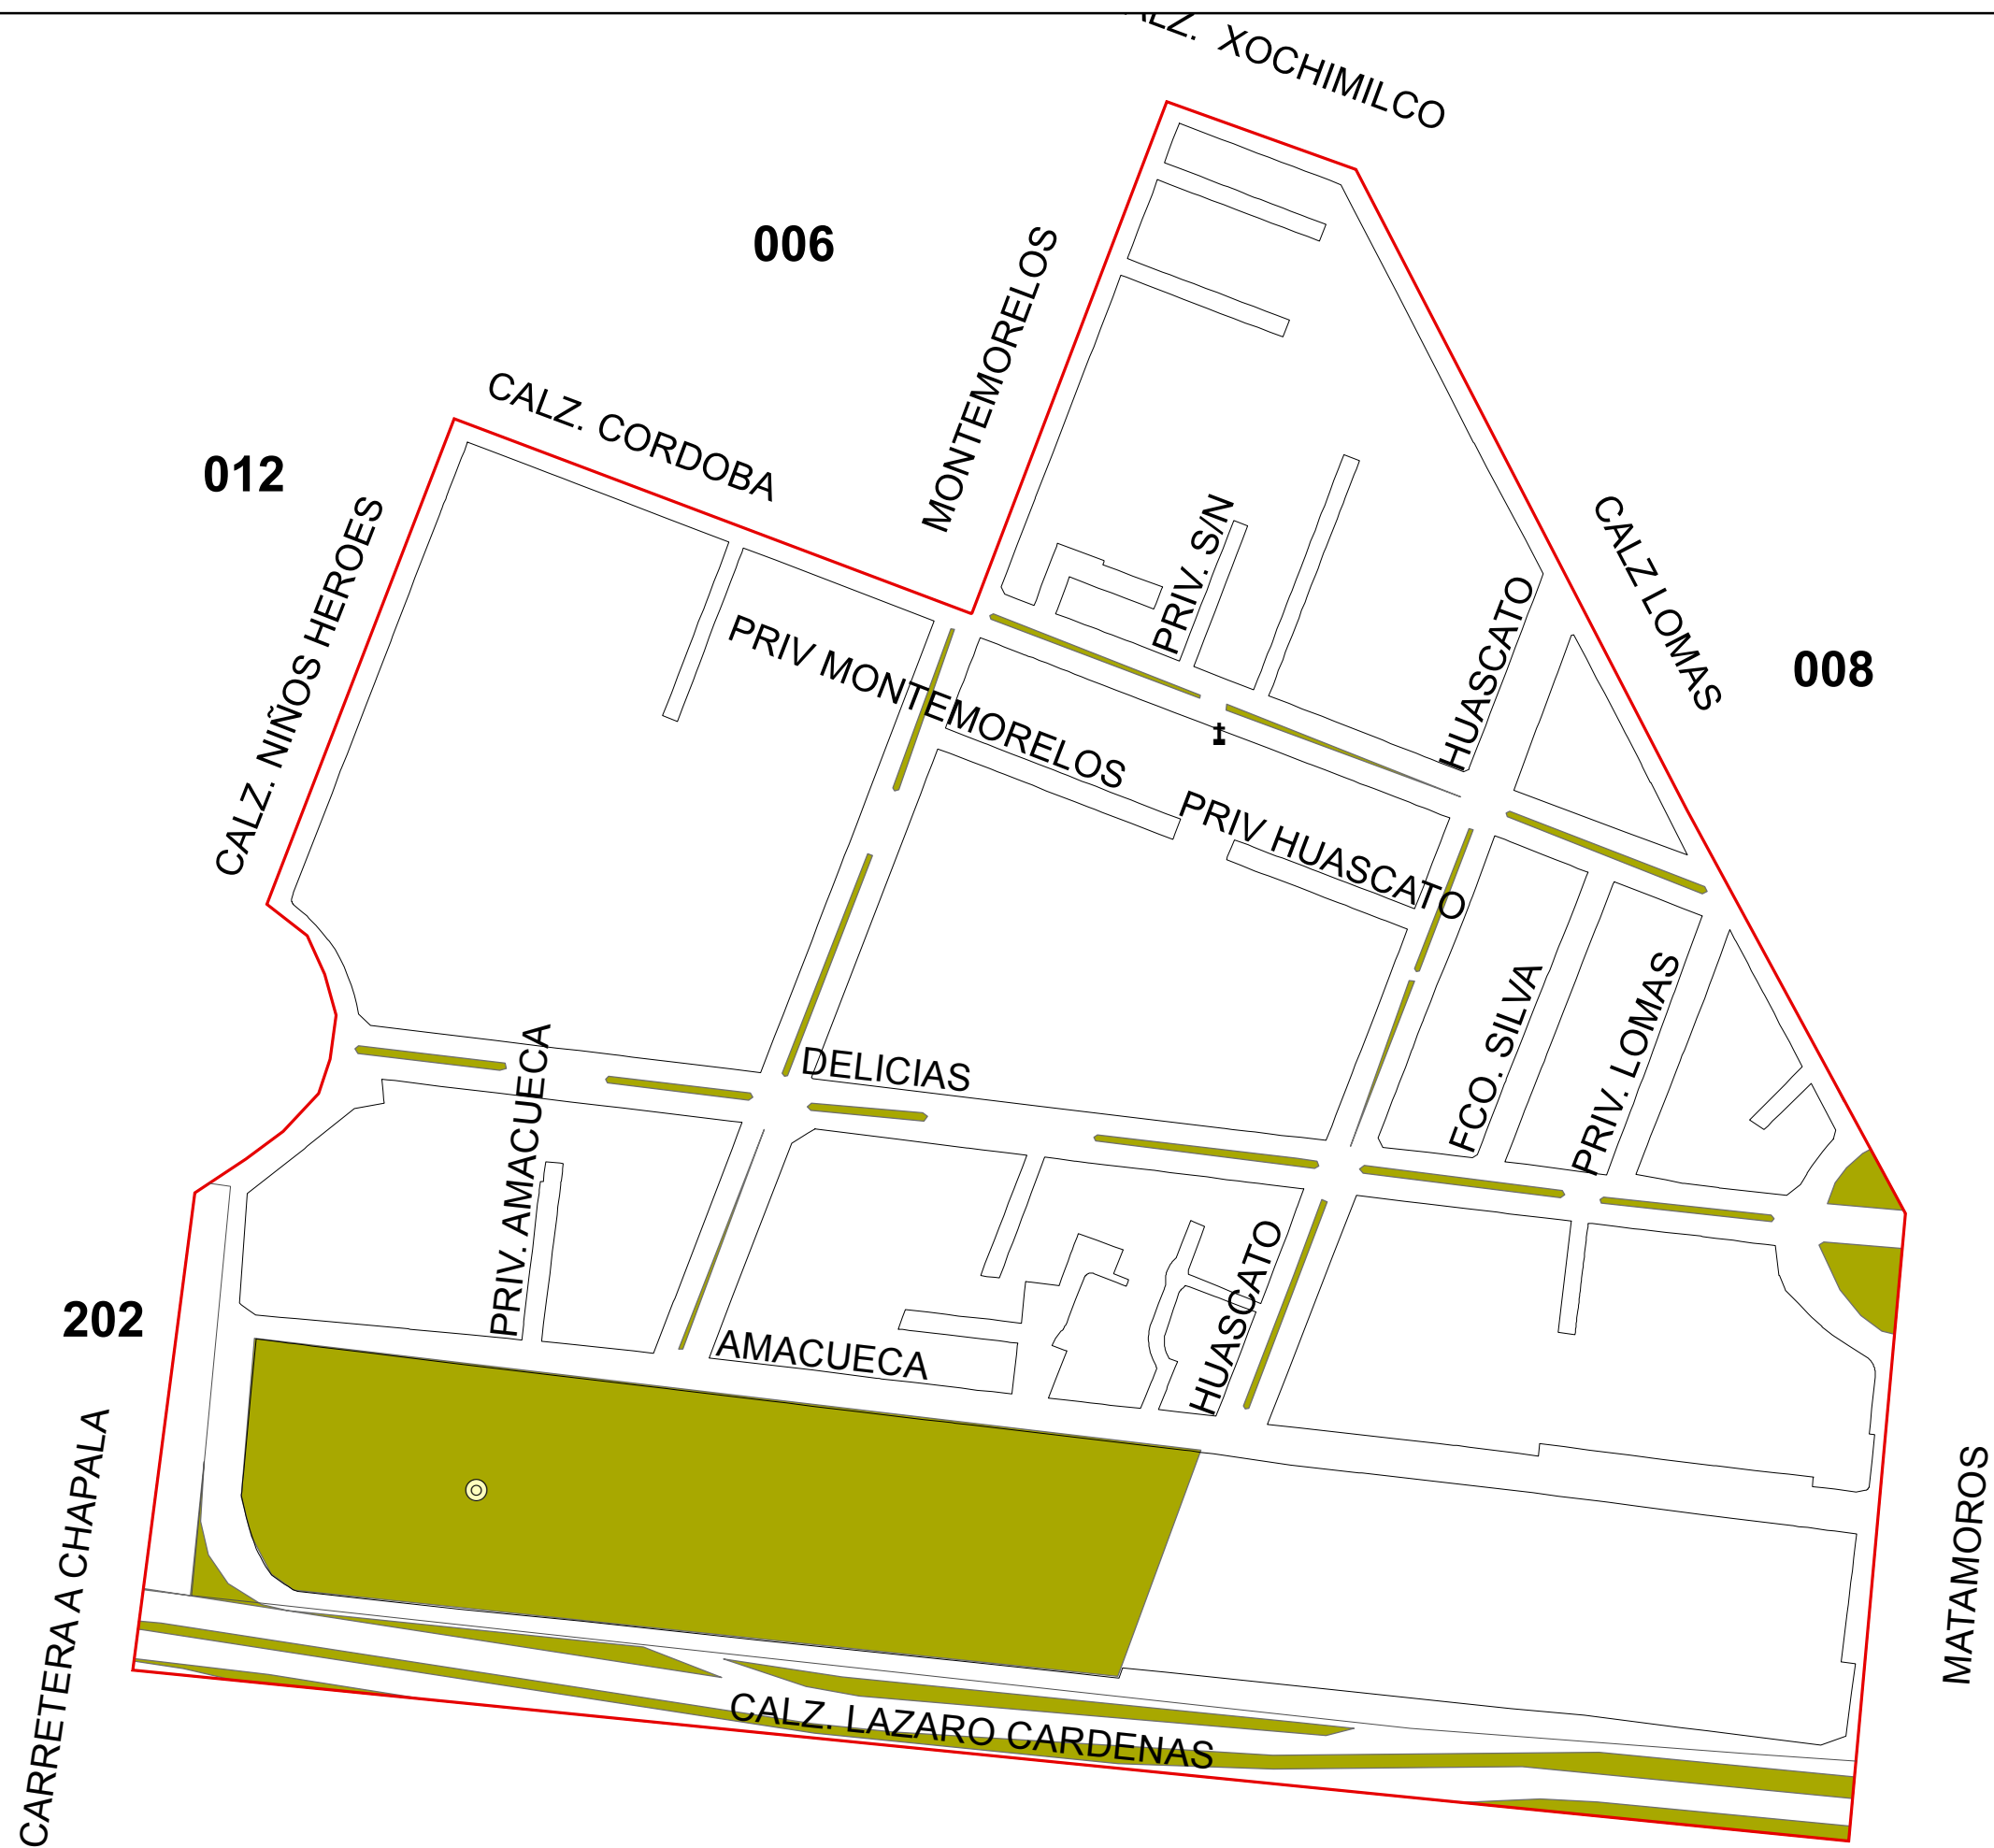 XOCHIMILCO
006
MONTEMORELOS
CALZ. CORDOBA
012
CALZ. NIÑOS HEROES
PRIV. S/N
CALZ LOMAS
HUASCATO
008
PRIV MONTEMORELOS
PRIV HUASCATO
FCO. SILVA
PRIV. LOMAS
DELICIAS
PRIV. AMACUECA
HUASCATO
202
AMACUECA
CARRETERA A CHAPALA
MATAMOROS
CALZ. LAZARO CARDENAS